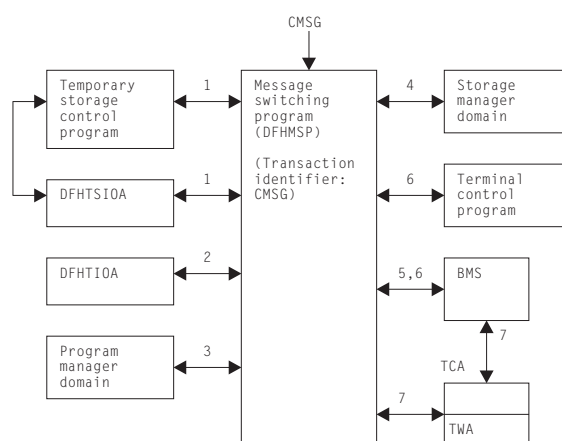 CMSG
Temporary
storage
control
program
1
Message
switching
program
(DFHMSP)
(Transaction
identifier:
CMSG)
4
Storage
manager
domain
DFHTSIOA
1
6
Terminal
control
program
DFHTIOA
2
5,6
BMS
Program
manager
domain
3
7
TCA
7
TWA